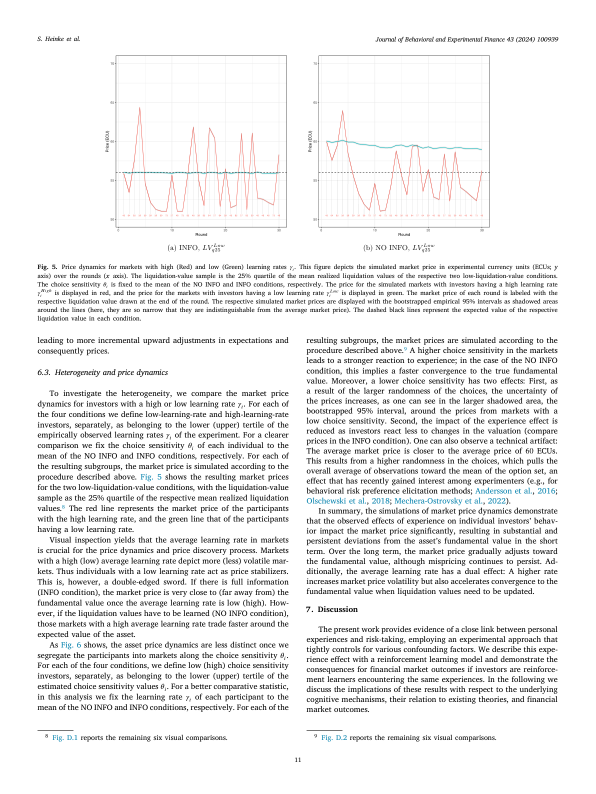 S. Heinke et al.
Journal of Behavioral and Experimental Finance 43 (2024) 100939
Price (ECU)
Round
Price (ECU)
Round
(a) INFO, LV_{q25}^{Low}
(b) NO INFO, LV_{q25}^{Low}
Fig. 5. Price dynamics for markets with high (Red) and low (Green) learning rates γ_i. This figure depicts the simulated market price in experimental currency units (ECUs; y
axis) over the rounds (x axis). The liquidation-value sample is the 25% quartile of the mean realized liquidation values of the respective two low-liquidation-value conditions.
The choice sensitivity θ_i is fixed to the mean of the NO INFO and INFO conditions, respectively. The price for the simulated markets with investors having a high learning rate
γ_i^{High} is displayed in red, and the price for the markets with investors having a low learning rate γ_i^{Low} is displayed in green. The market price of each round is labeled with the
respective liquidation value drawn at the end of the round. The respective simulated market prices are displayed with the bootstrapped empirical 95% intervals as shadowed areas
around the lines (here, they are so narrow that they are indistinguishable from the average market price). The dashed black lines represent the expected value of the respective
liquidation value in each condition.
leading to more incremental upward adjustments in expectations and
consequently prices.
6.3. Heterogeneity and price dynamics
To investigate the heterogeneity, we compare the market price
dynamics for investors with a high or low learning rate γ_i. For each of
the four conditions we define low-learning-rate and high-learning-rate
investors, separately, as belonging to the lower (upper) tertile of the
empirically observed learning rates γ_i of the experiment. For a clearer
comparison we fix the choice sensitivity θ_i of each individual to the
mean of the NO INFO and INFO conditions, respectively. For each of
the resulting subgroups, the market price is simulated according to the
procedure described above. Fig. 5 shows the resulting market prices
for the two low-liquidation-value conditions, with the liquidation-value
sample as the 25% quartile of the respective mean realized liquidation
values.⁸ The red line represents the market price of the participants
with the high learning rate, and the green line that of the participants
having a low learning rate.
Visual inspection yields that the average learning rate in markets
is crucial for the price dynamics and price discovery process. Markets
with a high (low) average learning rate depict more (less) volatile mar-
kets. Thus individuals with a low learning rate act as price stabilizers.
This is, however, a double-edged sword. If there is full information
(INFO condition), the market price is very close to (far away from) the
fundamental value once the average learning rate is low (high). How-
ever, if the liquidation values have to be learned (NO INFO condition),
those markets with a high average learning rate trade faster around the
expected value of the asset.
As Fig. 6 shows, the asset price dynamics are less distinct once we
segregate the participants into markets along the choice sensitivity θ_i.
For each of the four conditions, we define low (high) choice sensitivity
investors, separately, as belonging to the lower (upper) tertile of the
estimated choice sensitivity values θ_i. For a better comparative statistic,
in this analysis we fix the learning rate γ_i of each participant to the
mean of the NO INFO and INFO conditions, respectively. For each of the
resulting subgroups, the market prices are simulated according to the
procedure described above.⁹ A higher choice sensitivity in the markets
leads to a stronger reaction to experience; in the case of the NO INFO
condition, this implies a faster convergence to the true fundamental
value. Moreover, a lower choice sensitivity has two effects: First, as
a result of the larger randomness of the choices, the uncertainty of
the prices increases, as one can see in the larger shadowed area, the
bootstrapped 95% interval, around the prices from markets with a
low choice sensitivity. Second, the impact of the experience effect is
reduced as investors react less to changes in the valuation (compare
prices in the INFO condition). One can also observe a technical artifact:
The average market price is closer to the average price of 60 ECUs.
This results from a higher randomness in the choices, which pulls the
overall average of observations toward the mean of the option set, an
effect that has recently gained interest among experimenters (e.g., for
behavioral risk preference elicitation methods; Andersson et al., 2016;
Olschewski et al., 2018; Mechera-Ostrovsky et al., 2022).
In summary, the simulations of market price dynamics demonstrate
that the observed effects of experience on individual investors' behav-
ior impact the market price significantly, resulting in substantial and
persistent deviations from the asset's fundamental value in the short
term. Over the long term, the market price gradually adjusts toward
the fundamental value, although mispricing continues to persist. Ad-
ditionally, the average learning rate has a dual effect: A higher rate
increases market price volatility but also accelerates convergence to the
fundamental value when liquidation values need to be updated.
7. Discussion
The present work provides evidence of a close link between personal
experiences and risk-taking, employing an experimental approach that
tightly controls for various confounding factors. We describe this expe-
rience effect with a reinforcement learning model and demonstrate the
consequences for financial market outcomes if investors are reinforce-
ment learners encountering the same experiences. In the following we
discuss the implications of these results with respect to the underlying
cognitive mechanisms, their relation to existing theories, and financial
market outcomes.
⁸ Fig. D.1 reports the remaining six visual comparisons.
⁹ Fig. D.2 reports the remaining six visual comparisons.
11